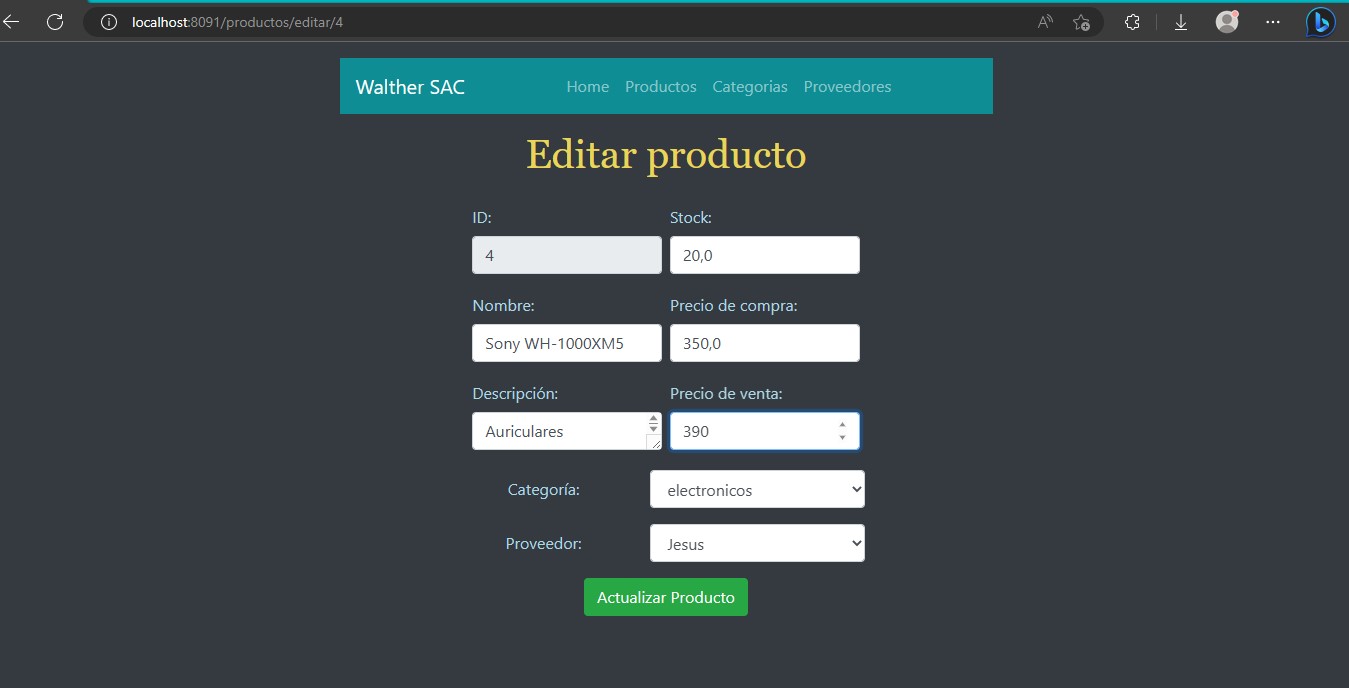 localhost:8091/productos/editar/4
Walther SAC Home Productos Categorias Proveedores
Editar producto
ID: Stock:
4 20,0
Nombre: Precio de compra:
Sony WH-1000XM5 350,0
Descripción: Precio de venta:
Auriculares 390
Categoría: electronicos
Proveedor: Jesus
Actualizar Producto